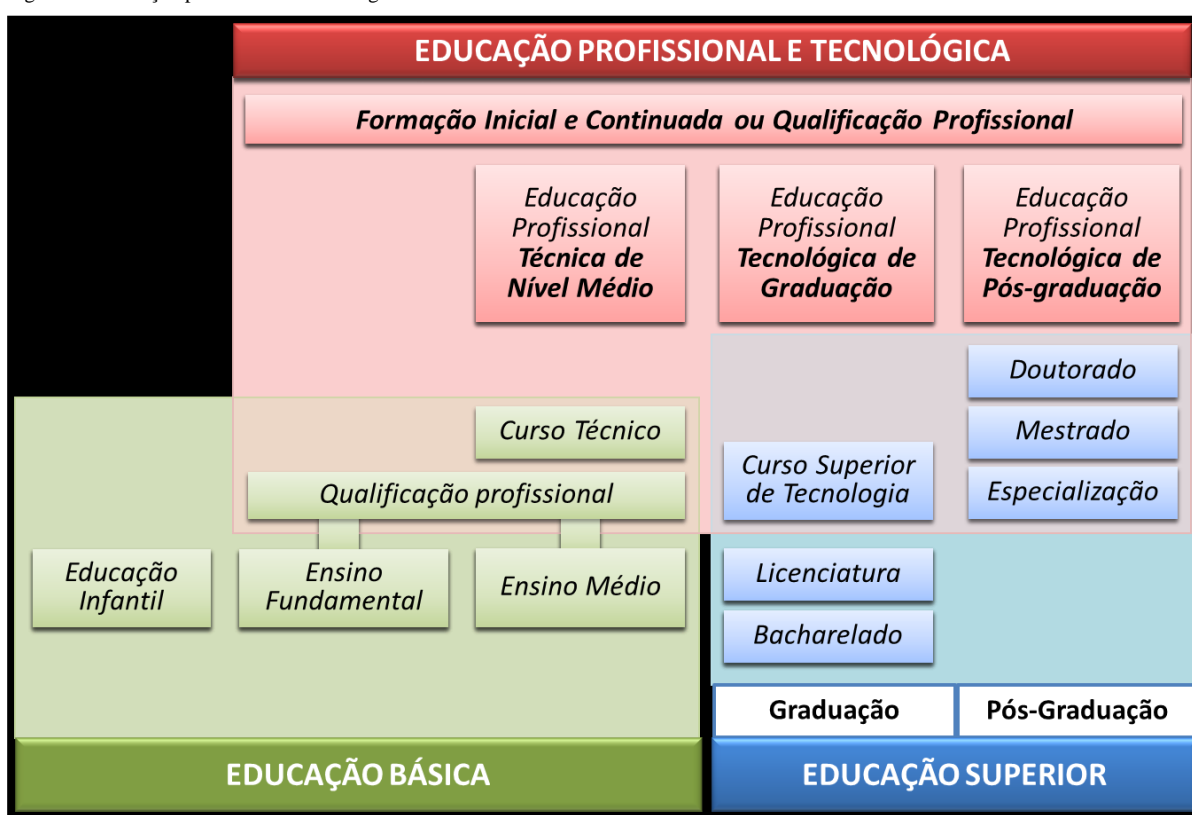 EDUCAÇÃO PROFISSIONAL E TECNOLÓGICA
Formação Inicial e Continuada ou Qualificação Profissional
Educação
Profissional
Técnica de
Nível Médio
Educação
Profissional
Tecnológica de
Graduação
Educação
Profissional
Tecnológica de
Pós-graduação
Doutorado
Curso Técnico
Mestrado
Curso Superior
de Tecnologia
Qualificação profissional
Especialização
Educação
Infantil
Ensino
Fundamental
Ensino Médio
Licenciatura
Bacharelado
Graduação
Pós-Graduação
EDUCAÇÃO BÁSICA
EDUCAÇÃO SUPERIOR